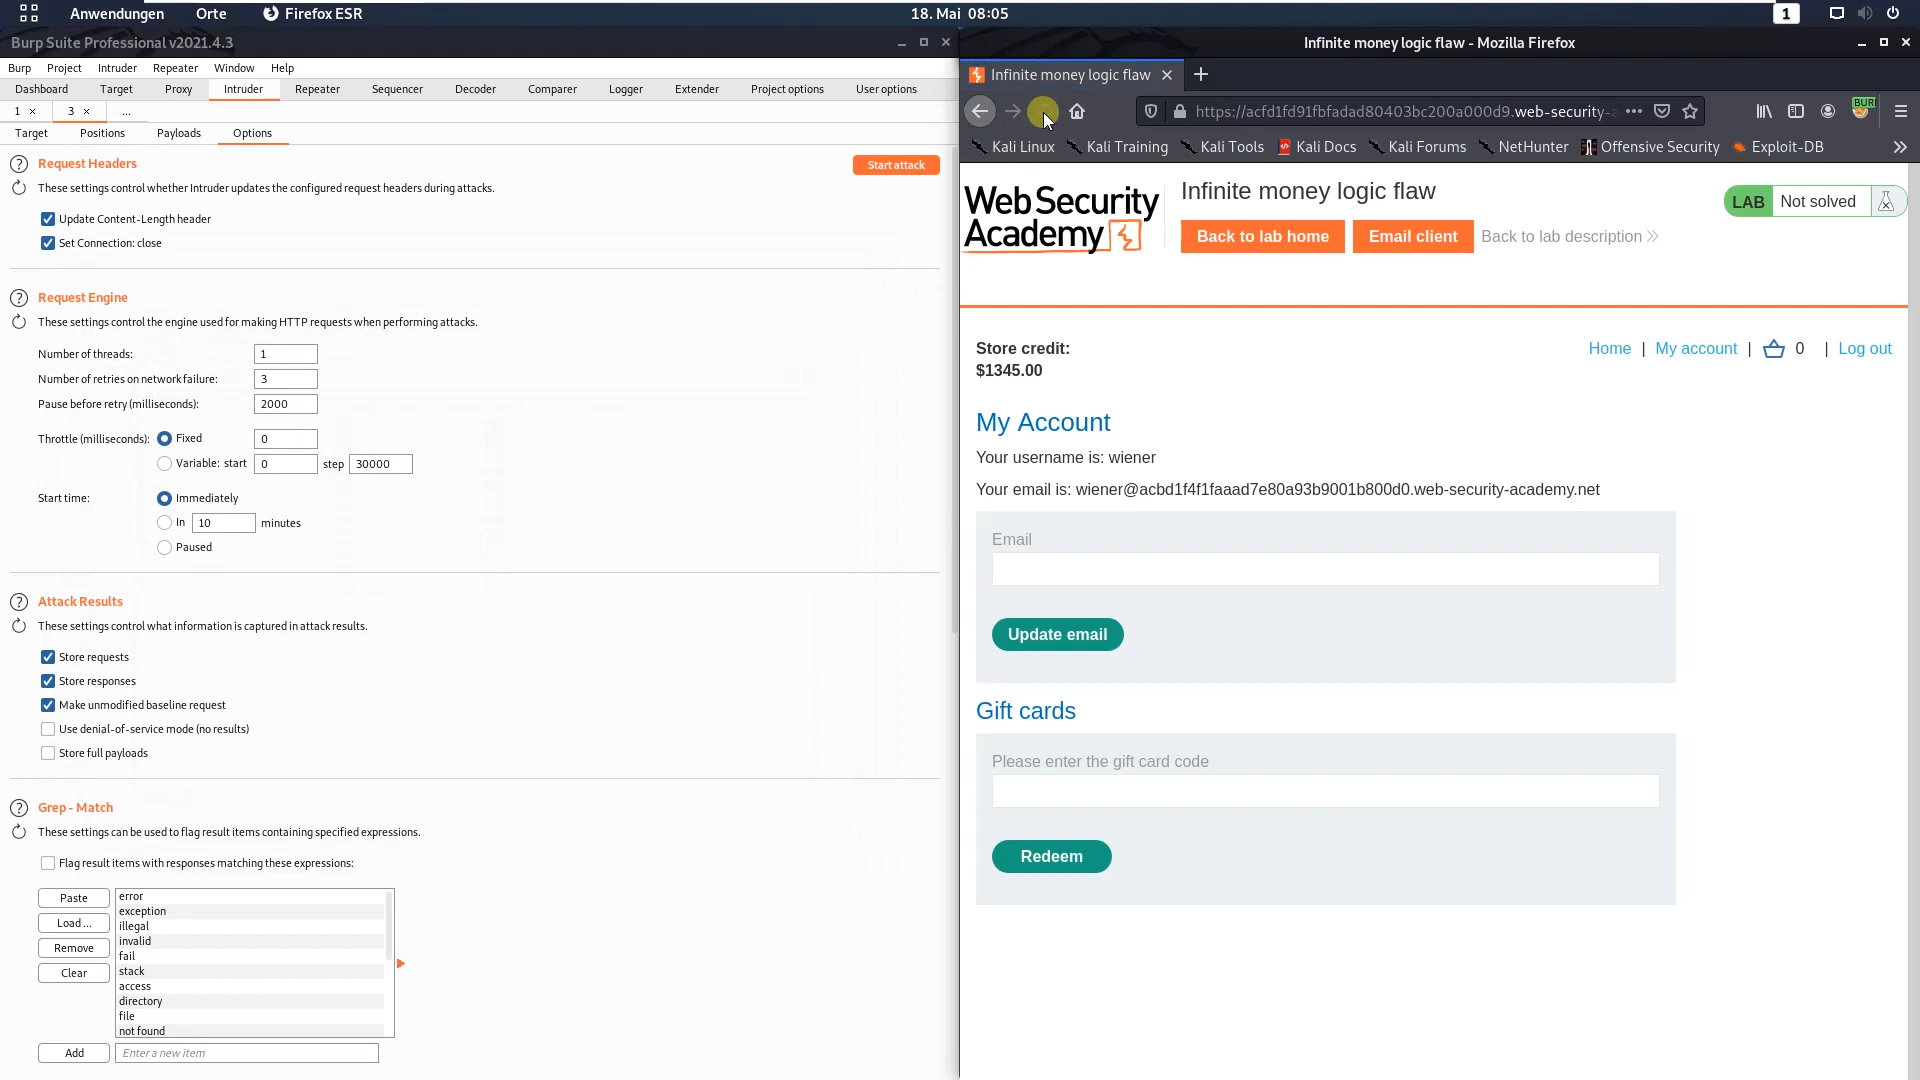 Anwendungen Orte Firefox ESR 18. Mai 08:05 1
Burp Suite Professional v2021.4.3
Burp Project Intruder Repeater Window Help
Dashboard Target Proxy Intruder Repeater Sequencer Decoder Comparer Logger Extender Project options User options
1 × 3 × ...
Target Positions Payloads Options
Request Headers
Start attack
These settings control whether Intruder updates the configured request headers during attacks.
Update Content-Length header
Set Connection: close
Request Engine
These settings control the engine used for making HTTP requests when performing attacks.
Number of threads: 1
Number of retries on network failure: 3
Pause before retry (milliseconds): 2000
Throttle (milliseconds): Fixed 0
Variable: start 0 step 30000
Start time: Immediately
In 10 minutes
Paused
Attack Results
These settings control what information is captured in attack results.
Store requests
Store responses
Make unmodified baseline request
Use denial-of-service mode (no results)
Store full payloads
Grep - Match
These settings can be used to flag result items containing specified expressions.
Flag result items with responses matching these expressions:
Paste
Load ...
Remove
Clear
error
exception
illegal
invalid
fail
stack
access
directory
file
not found
Add Enter a new item
Infinite money logic flaw - Mozilla Firefox
Infinite money logic flaw
https://acfd1fd91fbfadad80403bc200a000d9.web-security-a
BURP
Kali Linux Kali Training Kali Tools Kali Docs Kali Forums NetHunter Offensive Security Exploit-DB
Web Security
Academy
Infinite money logic flaw
LAB Not solved
Back to lab home Email client Back to lab description
Store credit:
$1345.00
Home | My account | 0 | Log out
My Account
Your username is: wiener
Your email is: wiener@acbd1f4f1faaad7e80a93b9001b800d0.web-security-academy.net
Email
Update email
Gift cards
Please enter the gift card code
Redeem